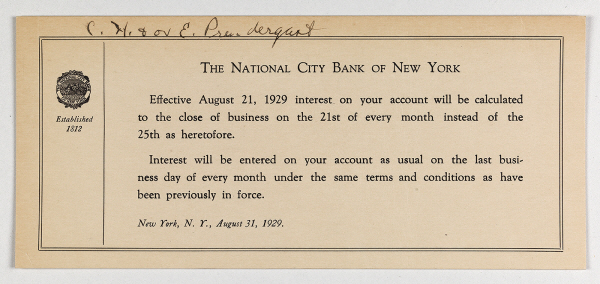 C. H. & or E. Prendergast
THE NATIONAL CITY BANK OF NEW YORK
Established
1812
Effective August 21, 1929 interest on your account will be calculated
to the close of business on the 21st of every month instead of the
25th as heretofore.
Interest will be entered on your account as usual on the last busi-
ness day of every month under the same terms and conditions as have
been previously in force.
New York, N. Y., August 31, 1929.